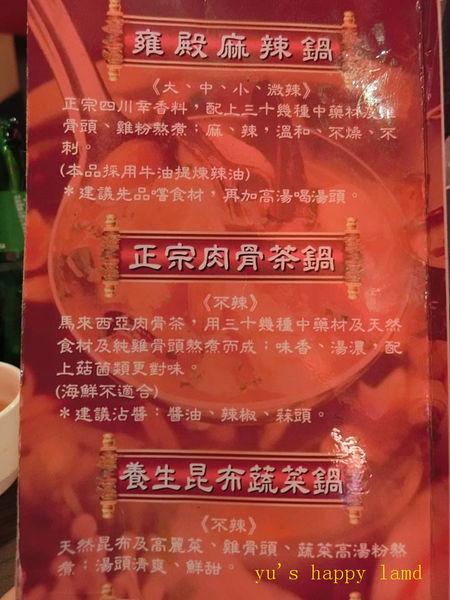 雍殿麻辣鍋
《大、中、小、微辣》
正宗四川辛香料，配上三十幾種中藥材及雞
骨頭、雞粉熬煮；麻、辣，溫和、不燥、不
刺。
(本品採用牛油提煉辣油)
＊建議先品嚐食材，再加高湯喝湯頭。
正宗肉骨茶鍋
《不辣》
馬來西亞肉骨茶，用三十幾種中藥材及天然
食材及純雞骨頭熬煮而成；味香、湯濃，配
上菇菌類更對味。
(海鮮不適合)
＊建議沾醬：醬油、辣椒、蒜頭。
養生昆布蔬菜鍋
《不辣》
天然昆布及高麗菜、雞骨頭、蔬菜高湯粉熬
煮；湯頭清爽、鮮甜。
yu's happy lamd